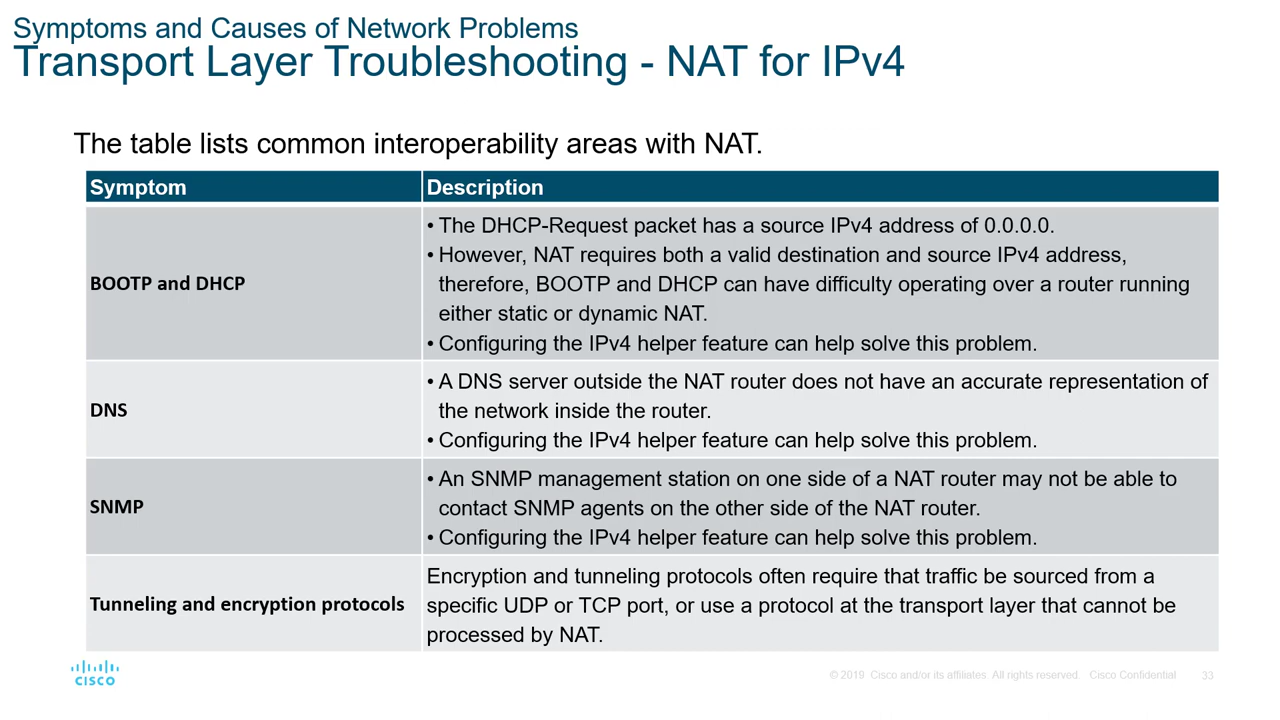 Symptoms and Causes of Network Problems
Transport Layer Troubleshooting - NAT for IPv4
The table lists common interoperability areas with NAT.
Symptom
Description
BOOTP and DHCP
• The DHCP-Request packet has a source IPv4 address of 0.0.0.0.
• However, NAT requires both a valid destination and source IPv4 address,
therefore, BOOTP and DHCP can have difficulty operating over a router running
either static or dynamic NAT.
• Configuring the IPv4 helper feature can help solve this problem.
DNS
• A DNS server outside the NAT router does not have an accurate representation of
the network inside the router.
• Configuring the IPv4 helper feature can help solve this problem.
SNMP
• An SNMP management station on one side of a NAT router may not be able to
contact SNMP agents on the other side of the NAT router.
• Configuring the IPv4 helper feature can help solve this problem.
Tunneling and encryption protocols
Encryption and tunneling protocols often require that traffic be sourced from a
specific UDP or TCP port, or use a protocol at the transport layer that cannot be
processed by NAT.
CISCO
© 2019 Cisco and/or its affiliates. All rights reserved. Cisco Confidential
33